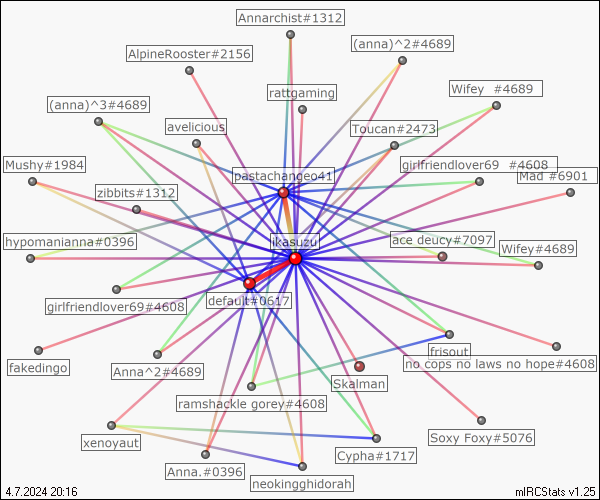 Annarchist#1312
(anna)^2#4689
AlpineRooster#2156
Wifey  #4689
rattgaming
(anna)^3#4689
avelicious
Toucan#2473
Mushy#1984
pastachangeo41
girlfriendlover69  #4608
Mad #6901
zibbits#1312
hypomanianna#0396
ikasuzu
ace deucy#7097
Wifey#4689
girlfriendlover69#4608
default#0617
frisout
fakedingo
Anna^2#4689
Skalman
no cops no laws no hope#4608
ramshackle gorey#4608
xenoyaut
Soxy Foxy#5076
Cypha#1717
Anna.#0396
neokingghidorah
4.7.2024 20:16
mIRCStats v1.25